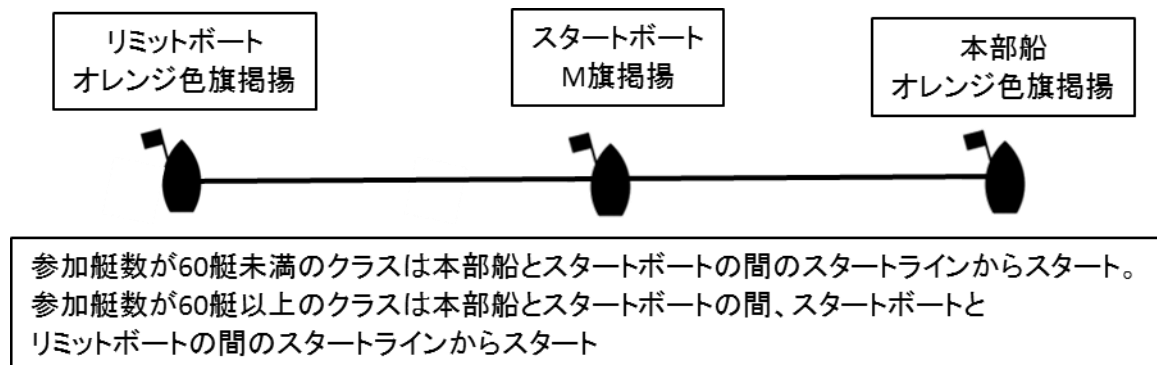 リミットボート
オレンジ色旗掲揚
スタートボート
M旗掲揚
本部船
オレンジ色旗掲揚
参加艇数が60艇未満のクラスは本部船とスタートボートの間のスタートラインからスタート。
参加艇数が60艇以上のクラスは本部船とスタートボートの間、スタートボートと
リミットボートの間のスタートラインからスタート